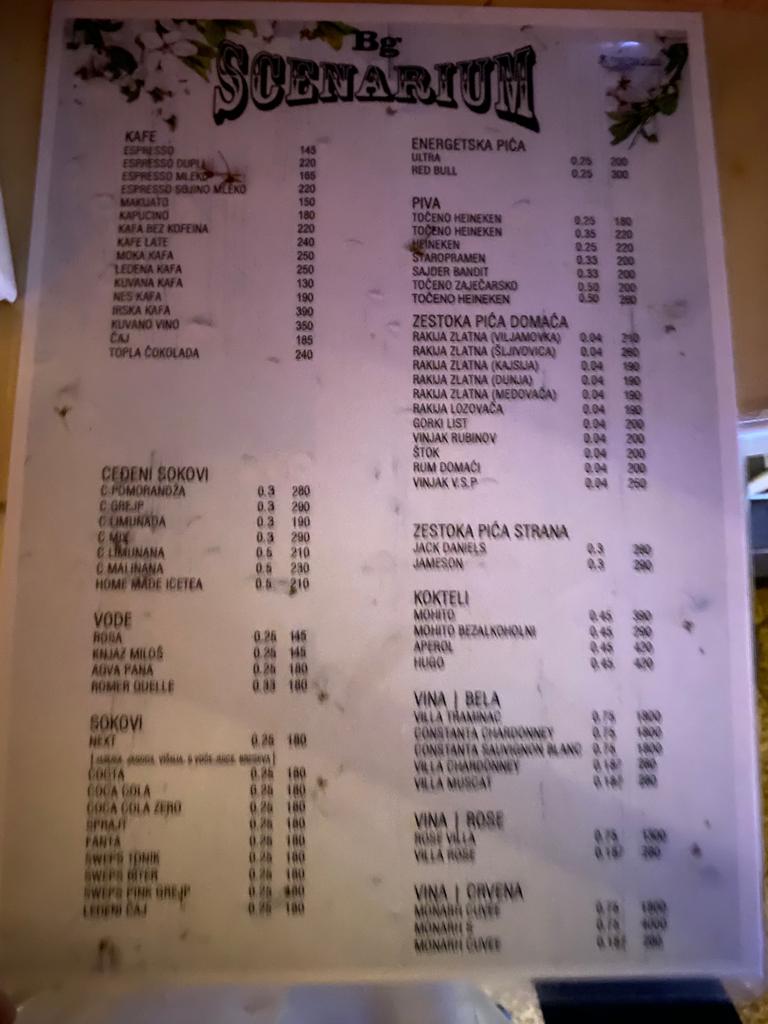 Bg
SCENARIUM
KAFE
ESPRESSO 145
ESPRESSO DUPLI 220
ESPRESSO MLEKO 165
ESPRESSO SOJINO MLEKO 220
MAKIJATO 150
KAPUCINO 180
KAFA BEZ KOFEINA 220
KAFE LATE 240
MOKA KAFA 250
LEDENA KAFA 250
KUVANA KAFA 130
NES KAFA 190
IRSKA KAFA 390
KUVANO VINO 350
ČAJ 185
TOPLA ČOKOLADA 240
CEĐENI SOKOVI
C.POMORANDŽA 0.3 280
C.GREJP 0.3 290
C.LIMUNADA 0.3 190
C.MIX 0.3 290
C.LIMUNANA 0.5 210
C.MALINANA 0.5 230
HOME MADE ICETEA 0.5 210
VODE
ROSA 0.25 145
KNJAZ MILOŠ 0.25 145
AQVA PANA 0.25 180
ROMER QUELLE 0.33 180
SOKOVI
NEXT 0.25 180
COCTA 0.25 180
COCA COLA 0.25 180
COCA COLA ZERO 0.25 180
SPRAJT 0.25 180
FANTA 0.25 180
SWEPS TONIK 0.25 180
SWEPS BITER 0.25 180
SWEPS PINK GREJP 0.25 180
LEDENI ČAJ 0.25 180
ENERGETSKA PIĆA
ULTRA 0.25 200
RED BULL 0.25 300
PIVA
TOČENO HEINEKEN 0.25 180
TOČENO HEINEKEN 0.35 220
HEINEKEN 0.25 220
STAROPRAMEN 0.33 200
SAJDER BANDIT 0.33 200
TOČENO ZAJEČARSKO 0.50 200
TOČENO HEINEKEN 0.50 280
ZESTOKA PIĆA DOMAĆA
RAKIJA ZLATNA (VILJAMOVKA) 0.04 210
RAKIJA ZLATNA (ŠLJIVOVICA) 0.04 260
RAKIJA ZLATNA (KAJSIJA) 0.04 190
RAKIJA ZLATNA (DUNJA) 0.04 190
RAKIJA ZLATNA (MEDOVAČA) 0.04 190
RAKIJA LOZOVAČA 0.04 190
GORKI LIST 0.04 200
VINJAK RUBINOV 0.04 200
ŠTOK 0.04 200
RUM DOMAĆI 0.04 200
VINJAK V.S.P 0.04 250
ZESTOKA PIĆA STRANA
JACK DANIELS 0.3 290
JAMESON 0.3 290
KOKTELI
MOHITO 0.45 390
MOHITO BEZALKOHOLNI 0.45 290
APEROL 0.45 420
HUGO 0.45 420
VINA | BELA
VILLA TRAMINAC 0.75 1800
CONSTANTA CHARDONNEY 0.75 1800
CONSTANTA SAUVIGNON BLANC 0.75 1800
VILLA CHARDONNEY 0.187 280
VILLA MUSCAT 0.187 280
VINA | ROSE
ROSE VILLA 0.75 1300
VILLA ROSE 0.187 280
VINA | CRVENA
MONARH CUVEE 0.75 1800
MONARH S 0.75 4000
MONARH CUVEE 0.187 280